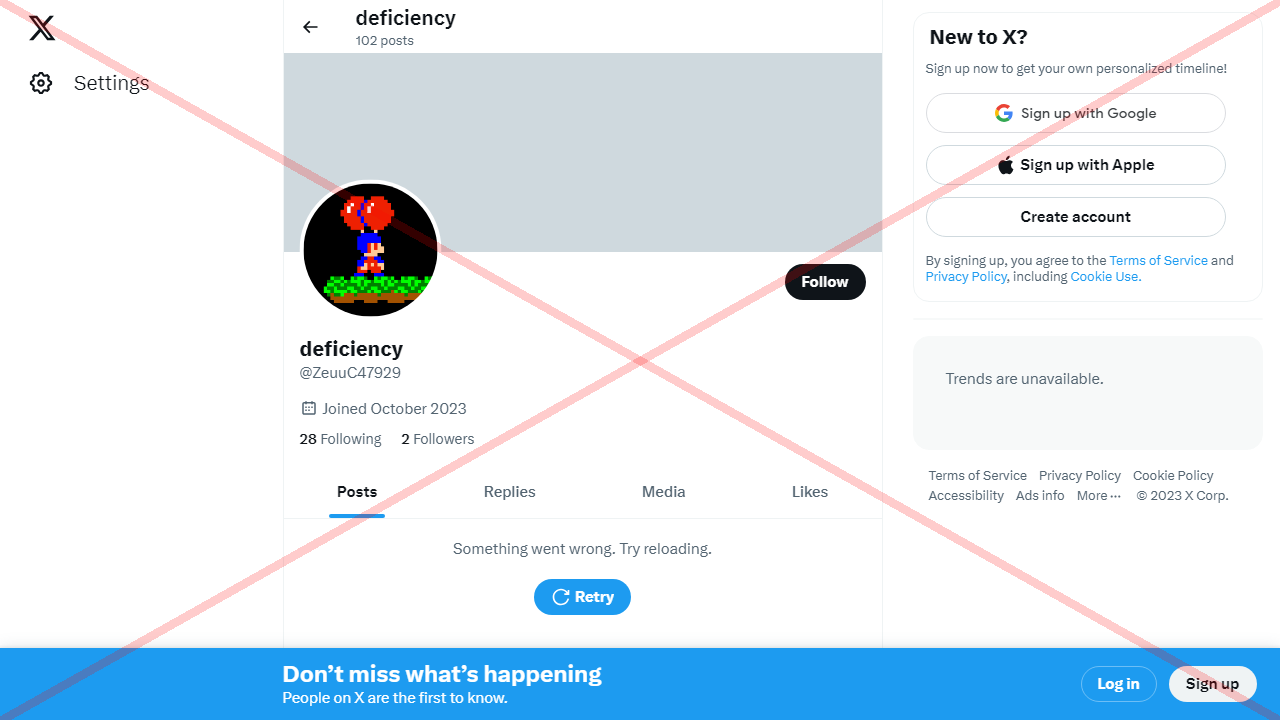 Settings
deficiency
102 posts
Follow
deficiency
@ZeuuC47929
Joined October 2023
28 Following 2 Followers
Posts Replies Media Likes
Something went wrong. Try reloading.
Retry
New to X?
Sign up now to get your own personalized timeline!
Sign up with Google
Sign up with Apple
Create account
By signing up, you agree to the Terms of Service and
Privacy Policy, including Cookie Use.
Trends are unavailable.
Terms of Service Privacy Policy Cookie Policy
Accessibility Ads info More ··· © 2023 X Corp.
Don’t miss what’s happening
People on X are the first to know.
Log in Sign up